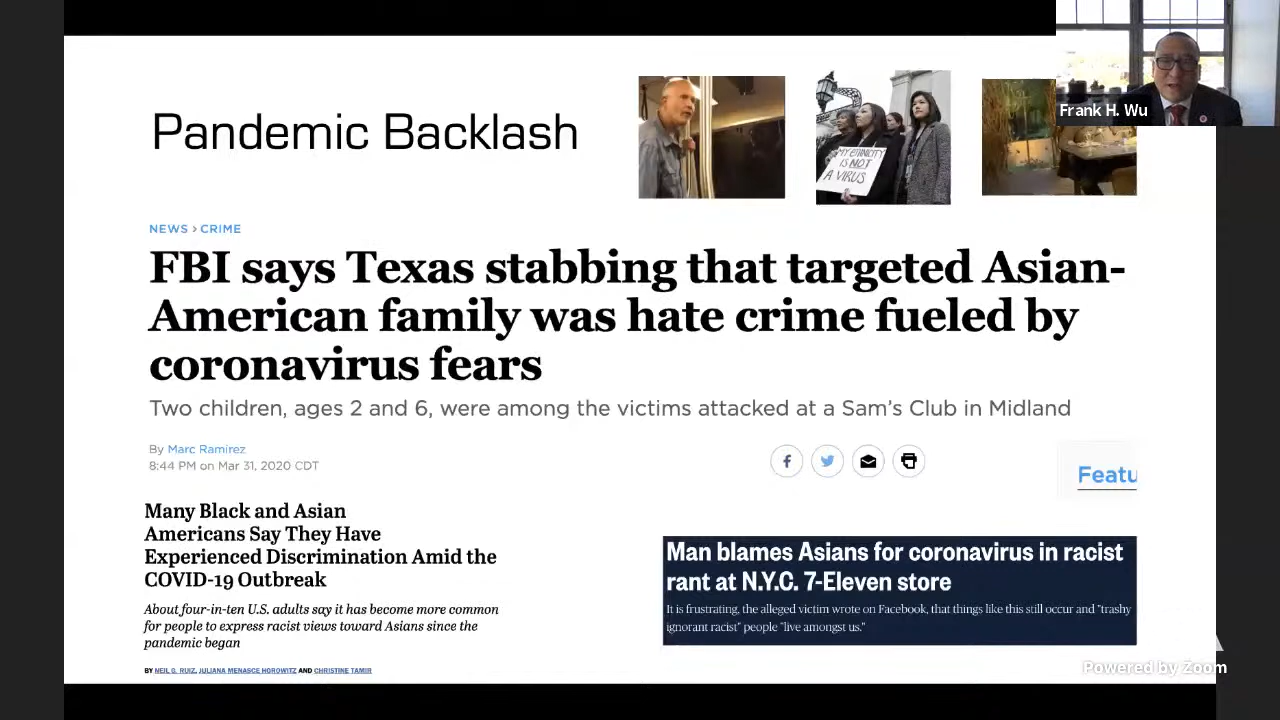 Frank H. Wu
Pandemic Backlash
MY ETHNICITY
IS NOT
A VIRUS
NEWS > CRIME
FBI says Texas stabbing that targeted Asian-
American family was hate crime fueled by
coronavirus fears
Two children, ages 2 and 6, were among the victims attacked at a Sam's Club in Midland
By Marc Ramirez
8:44 PM on Mar 31, 2020 CDT
Featu
Many Black and Asian
Americans Say They Have
Experienced Discrimination Amid the
COVID-19 Outbreak
About four-in-ten U.S. adults say it has become more common
for people to express racist views toward Asians since the
pandemic began
BY NEIL G. RUIZ, JULIANA MENASCE HOROWITZ AND CHRISTINE TAMIR
Man blames Asians for coronavirus in racist
rant at N.Y.C. 7-Eleven store
It is frustrating, the alleged victim wrote on Facebook, that things like this still occur and "trashy
ignorant racist" people "live amongst us."
Powered by Zoom